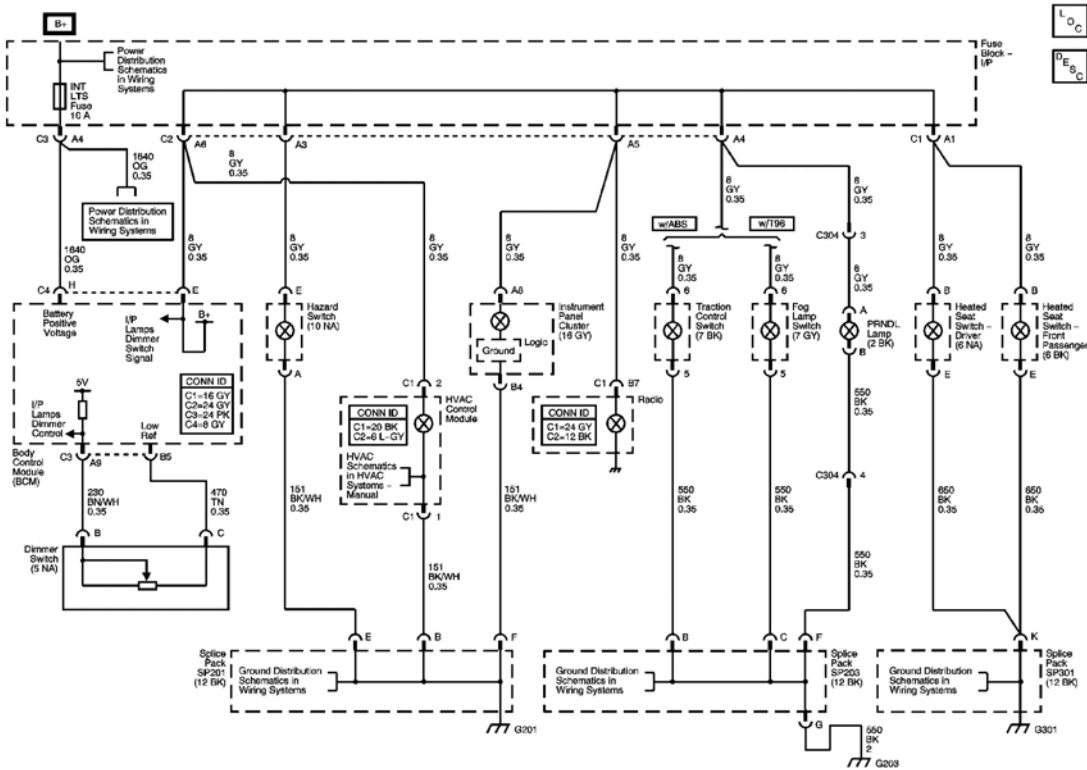 B+
L
O
C
D
E
S
C
Power
Distribution
Schematics
in Wiring
Systems
Fuse
Block –
I/P
INT
LTS
Fuse
10 A
C3 A4
C2 A6
A3
A5
A4
C1 A1
1640
OG
0.35
8
GY
0.35
Power Distribution
Schematics in
Wiring Systems
8
GY
0.35
8
GY
0.35
w/ABS
w/T96
C304 3
1640
OG
0.35
8
GY
0.35
8
GY
0.35
8
GY
0.35
8
GY
0.35
8
GY
0.35
8
GY
0.35
8
GY
0.35
8
GY
0.35
8
GY
0.35
8
GY
0.35
C4 H
E
E
A8
6
6
A
B
B
Battery
Positive
Voltage
I/P
Lamps
Dimmer
Switch
Signal
B+
Hazard
Switch
(10 NA)
Instrument
Panel
Cluster
(16 GY)
Logic
Ground
Traction
Control
Switch
(7 BK)
Fog
Lamp
Switch
(7 GY)
PRNDL
Lamp
(2 BK)
Heated
Seat
Switch –
Driver
(6 NA)
Heated
Seat
Switch –
Front
Passenger
(6 BK)
A
B4
5
5
B
E
E
5V
CONN ID
C1=16 GY
C2=24 GY
C3=24 PK
C4=8 GY
I/P
Lamps
Dimmer
Control
Low
Ref
C1 2
HVAC
Control
Module
CONN ID
C1=20 BK
C2=6 L-GY
HVAC
Schematics
in HVAC
Systems –
Manual
C1 1
C1 B7
Radio
CONN ID
C1=24 GY
C2=12 BK
550
BK
0.35
Body
Control
Module
(BCM)
C3 A9
B5
C304 4
230
BN/WH
0.35
470
TN
0.35
151
BK/WH
0.35
151
BK/WH
0.35
550
BK
0.35
550
BK
0.35
650
BK
0.35
650
BK
0.35
B
C
Dimmer
Switch
(5 NA)
151
BK/WH
0.35
550
BK
0.35
E
B
F
B
C
F
K
Splice
Pack
SP201
(12 BK)
Ground Distribution
Schematics in
Wiring Systems
Ground Distribution
Schematics in
Wiring Systems
Splice
Pack
SP203
(12 BK)
Ground Distribution
Schematics in
Wiring Systems
Splice
Pack
SP301
(12 BK)
G201
G
550
BK
2
G203
G301